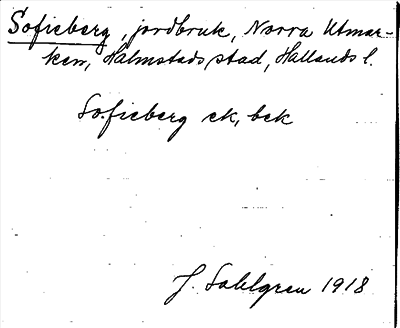 Sofieberg, jordbruk, Norra Utmar-
ken, Halmstads stad, Hallands l.
Sofieberg ek, bek
J. Sahlgren 1918